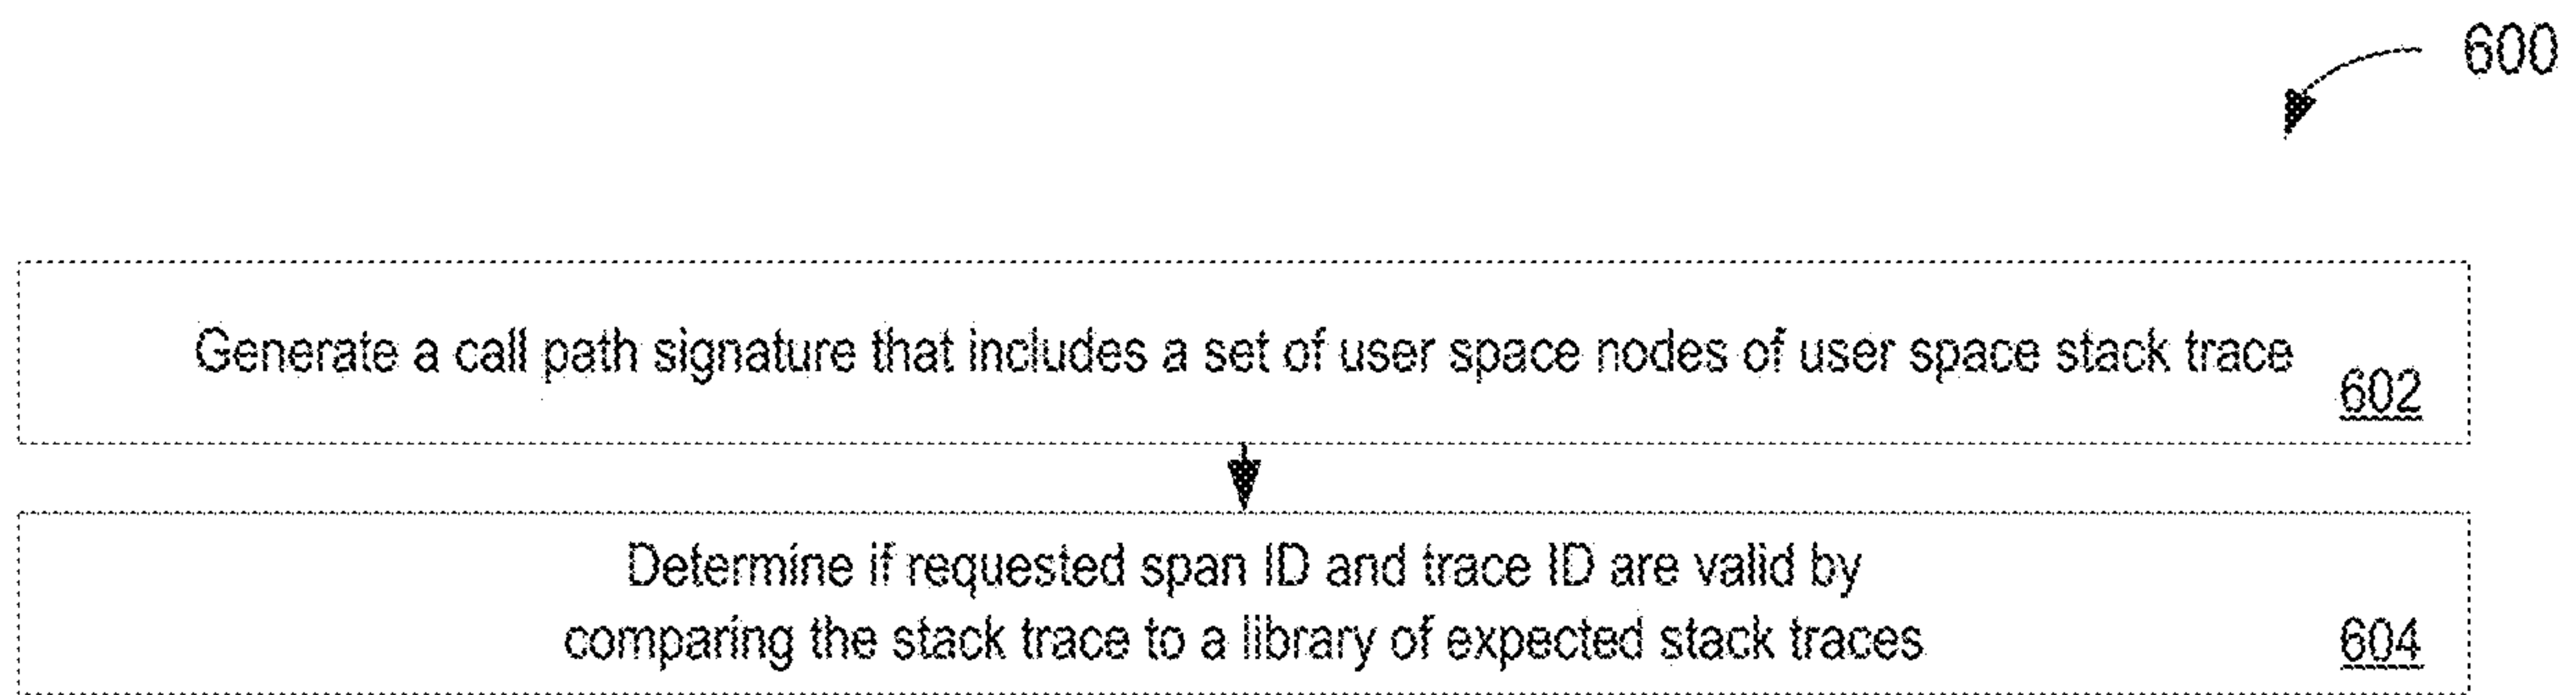 600
Generate a call path signature that includes a set of user space nodes of user space stack trace
602
Determine if requested span ID and trace ID are valid by
comparing the stack trace to a library of expected stack traces
604